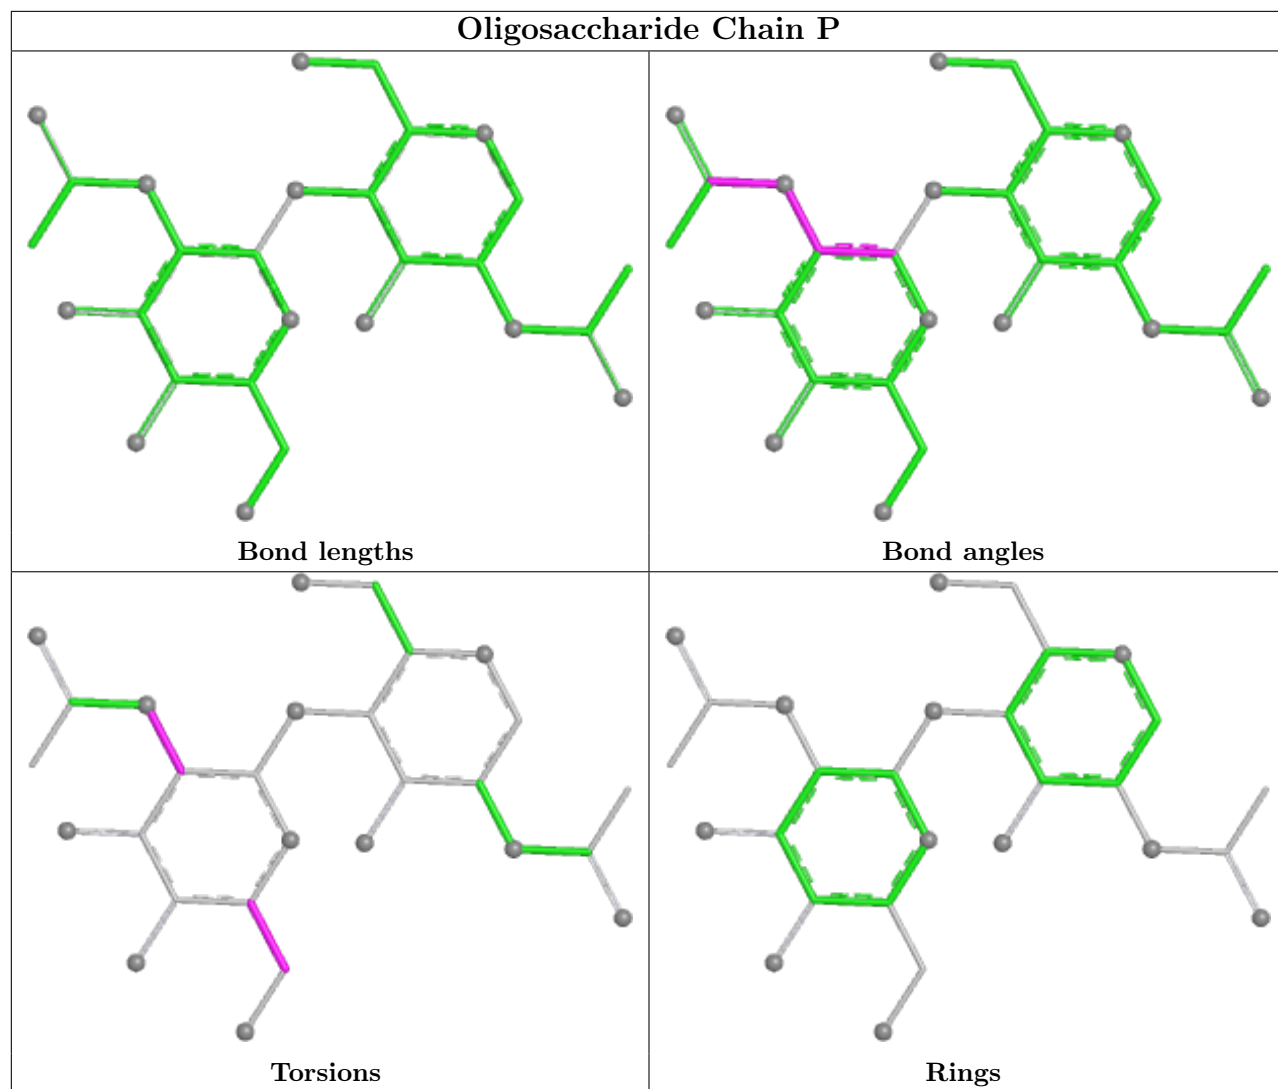 Oligosaccharide Chain P
Bond lengths
Bond angles
Torsions
Rings